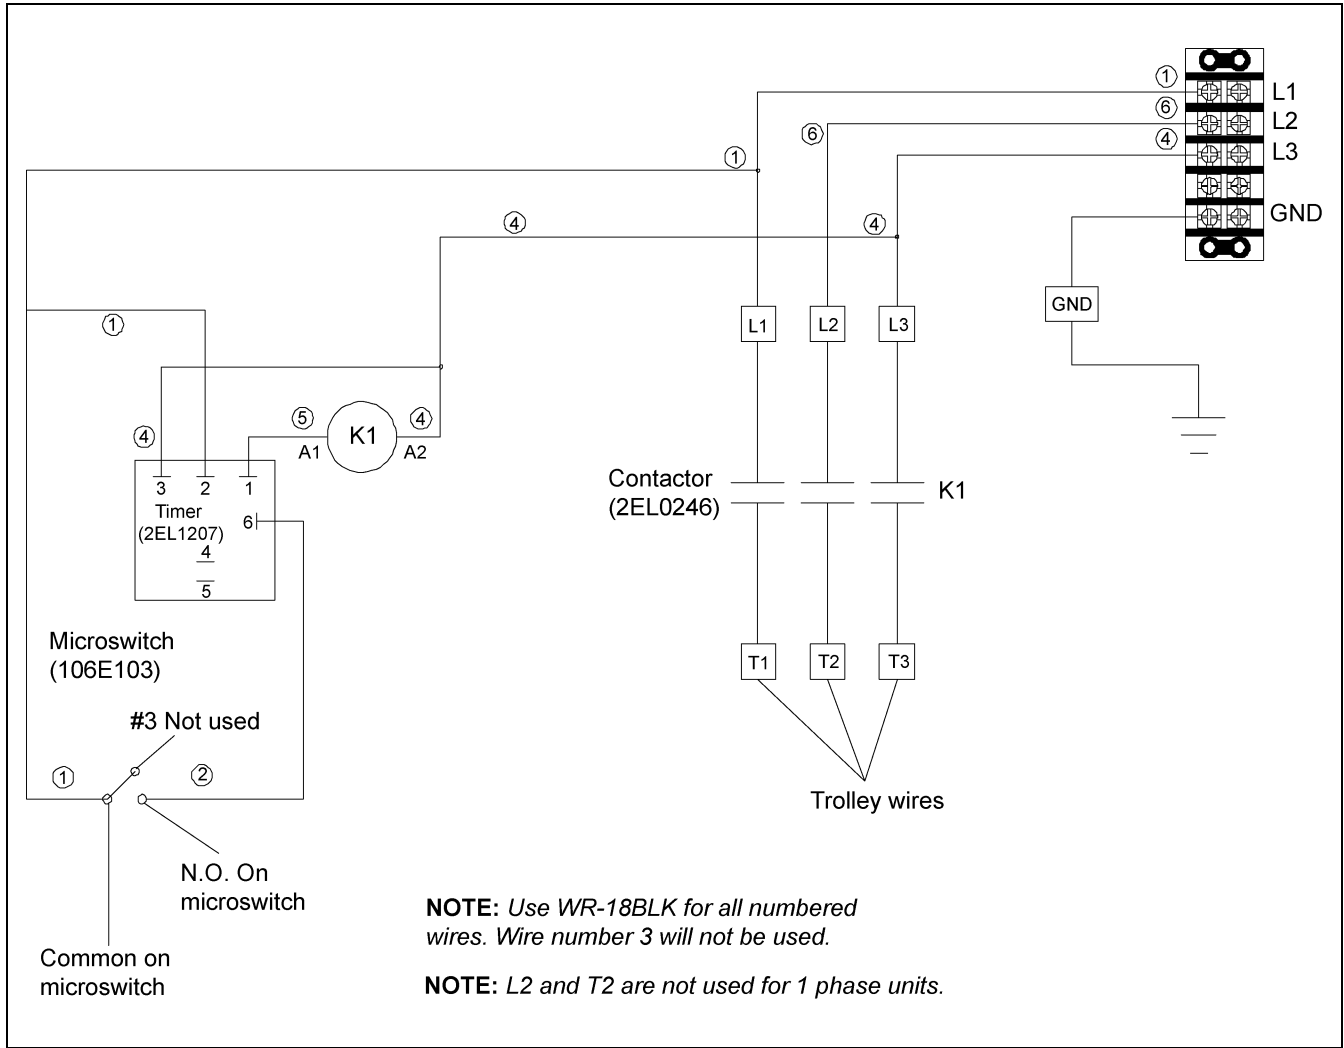 1
L1
6
L2
6
4
L3
1
GND
4
4
GND
1
L1
L2
L3
5
4
K1
4
A1
A2
3
2
1
Timer
(2EL1207)
6
4
5
Contactor
(2EL0246)
K1
Microswitch
(106E103)
T1
T2
T3
#3 Not used
1
2
Trolley wires
N.O. On
microswitch
NOTE: Use WR-18BLK for all numbered
wires. Wire number 3 will not be used.
Common on
microswitch
NOTE: L2 and T2 are not used for 1 phase units.